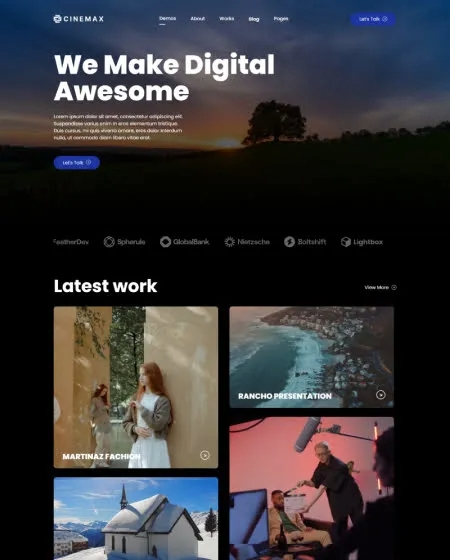 CINEMAX
Demos
About
Works
Blog
Pages
Let's Talk
We Make Digital
Awesome
Lorem ipsum dolor sit amet, consectetur adipiscing elit.
Suspendisse varius enim in eros elementum tristique.
Duis cursus, mi quis viverra ornare, eros dolor interdum
nulla, ut commodo diam libero vitae erat.
Let's Talk
FeatherDev
Spherule
GlobalBank
Nietzsche
Boltshift
Lightbox
Latest work
View More
MARTINAZ FACHION
RANCHO PRESENTATION